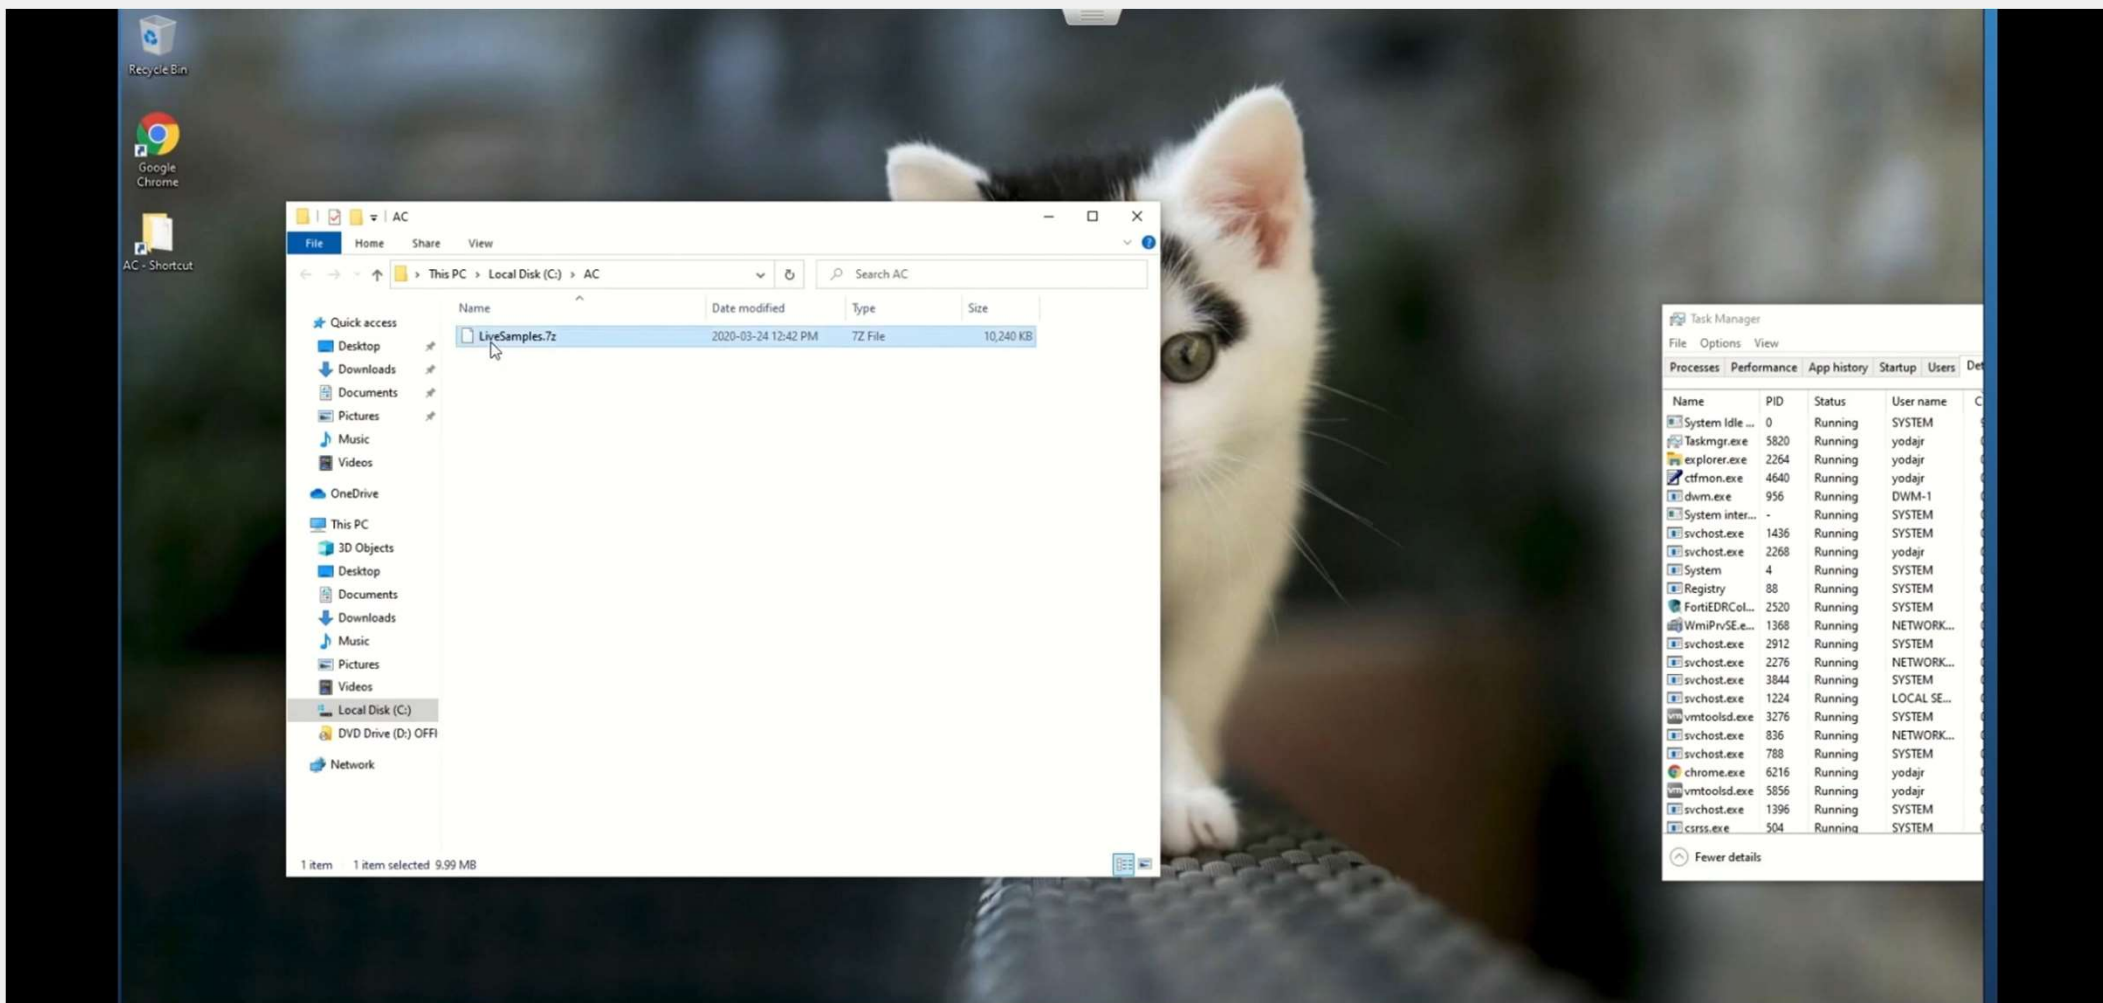 Recycle Bin
Google
Chrome
AC - Shortcut
AC
File Home Share View
This PC › Local Disk (C:) › AC
Search AC
Name Date modified Type Size
LiveSamples.7z 2020-03-24 12:42 PM 7Z File 10,240 KB
Quick access
Desktop
Downloads
Documents
Pictures
Music
Videos
OneDrive
This PC
3D Objects
Desktop
Documents
Downloads
Music
Pictures
Videos
Local Disk (C:)
DVD Drive (D:) OFFI
Network
1 item 1 item selected 9.99 MB
Task Manager
File Options View
Processes Performance App history Startup Users Det
Name PID Status User name C
System Idle ... 0 Running SYSTEM
Taskmgr.exe 5820 Running yodajr
explorer.exe 2264 Running yodajr
ctfmon.exe 4640 Running yodajr
dwm.exe 956 Running DWM-1
System inter... - Running SYSTEM
svchost.exe 1436 Running SYSTEM
svchost.exe 2268 Running yodajr
System 4 Running SYSTEM
Registry 88 Running SYSTEM
FortiEDRCol... 2520 Running SYSTEM
WmiPrvSE.e... 1368 Running NETWORK...
svchost.exe 2912 Running SYSTEM
svchost.exe 2276 Running NETWORK...
svchost.exe 3844 Running SYSTEM
svchost.exe 1224 Running LOCAL SE...
vmtoolsd.exe 3276 Running SYSTEM
svchost.exe 836 Running NETWORK...
svchost.exe 788 Running SYSTEM
chrome.exe 6216 Running yodajr
vmtoolsd.exe 5856 Running yodajr
svchost.exe 1396 Running SYSTEM
csrss.exe 504 Running SYSTEM
Fewer details